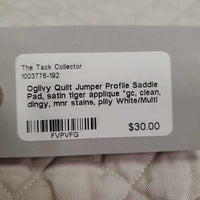 The Tack Collector
1003776-192
Ogilvy Quilt Jumper Profile Saddle
Pad, satin tiger applique *gc, clean,
dingy, mnr stains, pilly White/Multi
$30.00
FVPVFG